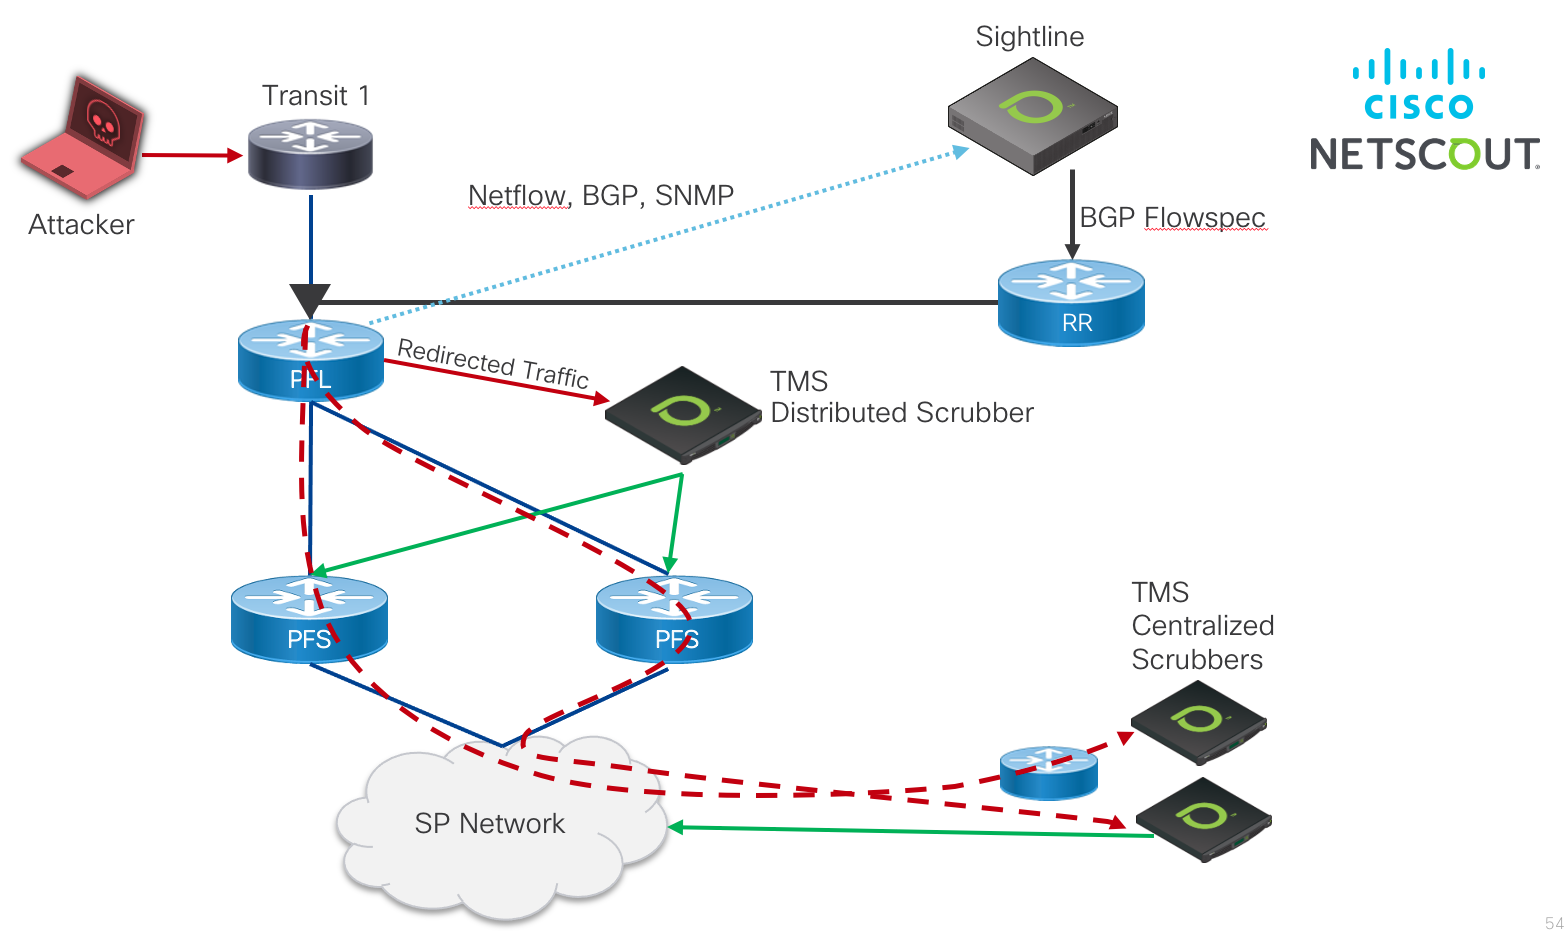 Sightline
CISCO
NETSCOUT
Transit 1
Attacker
Netflow, BGP, SNMP
BGP Flowspec
RR
PFL
Redirected Traffic
TMS
Distributed Scrubber
PFS
PFS
TMS
Centralized
Scrubbers
SP Network
54